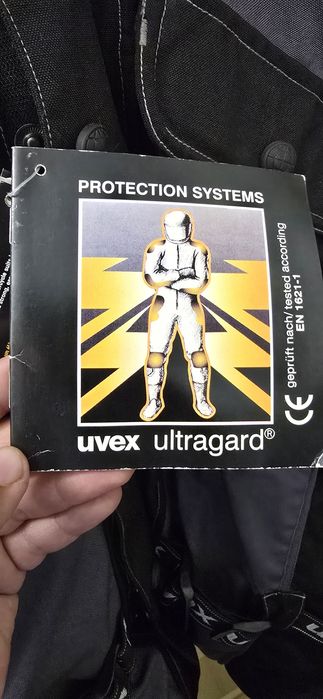 PROTECTION SYSTEMS
geprüft nach/tested according
EN 1621-1
CE
uvex ultragard®